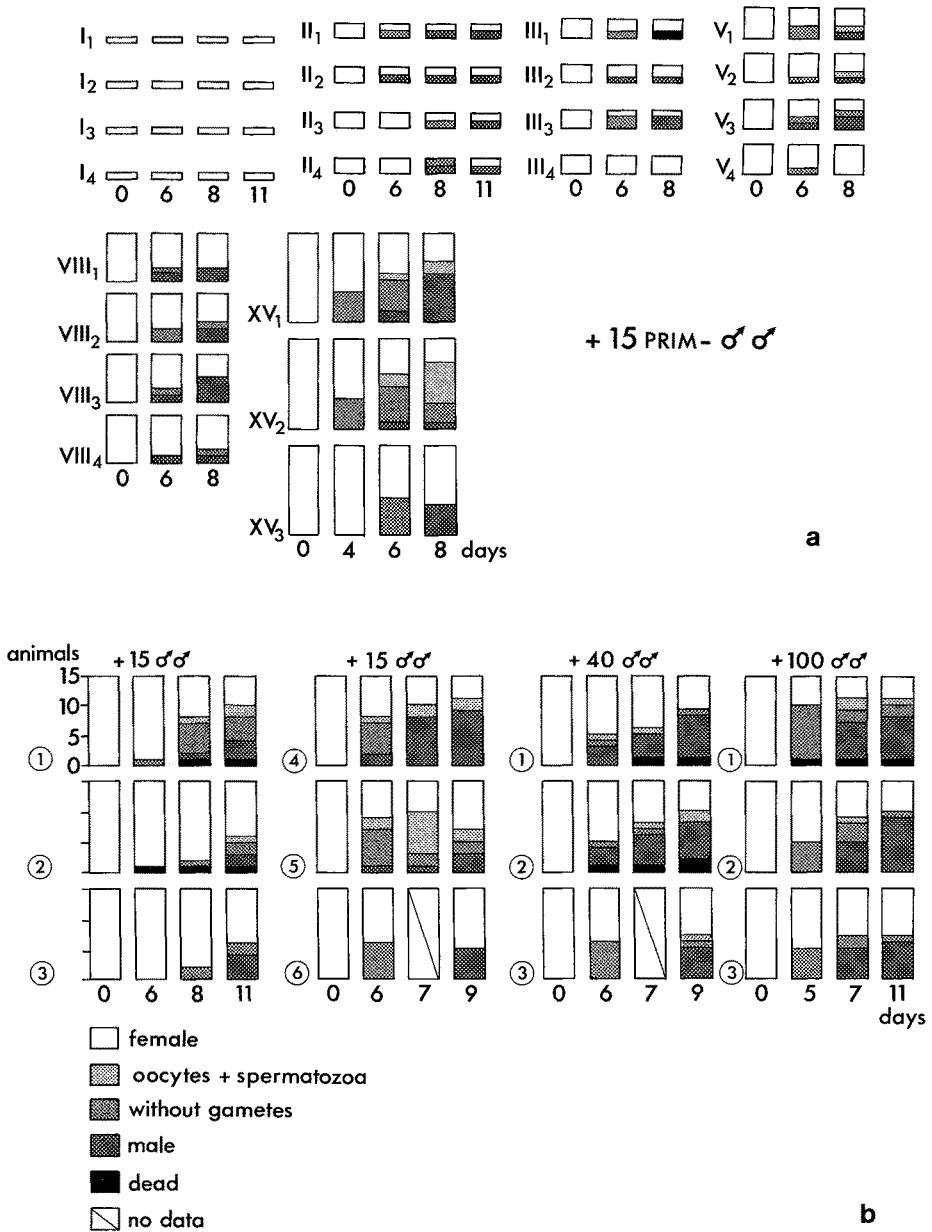 I1 II1 III1 V1
I2 II2 III2 V2
I3 II3 III3 V3
I4 II4 III4 V4
0 6 8 11 0 6 8 11 0 6 8 0 6 8
VIII1
VIII2
VIII3
VIII4
0 6 8
XV1
XV2
XV3
0 4 6 8 days
+ 15 PRIM- ♂♂
a
animals +15 ♂♂ +15 ♂♂ +40 ♂♂ +100 ♂♂
15
10
5
0
① ④ ① ①
② ⑤ ② ②
③ ⑥ ③ ③
0 6 8 11 0 6 7 9 0 6 7 9 0 5 7 11
days
female
oocytes + spermatozoa
without gametes
male
dead
no data
b